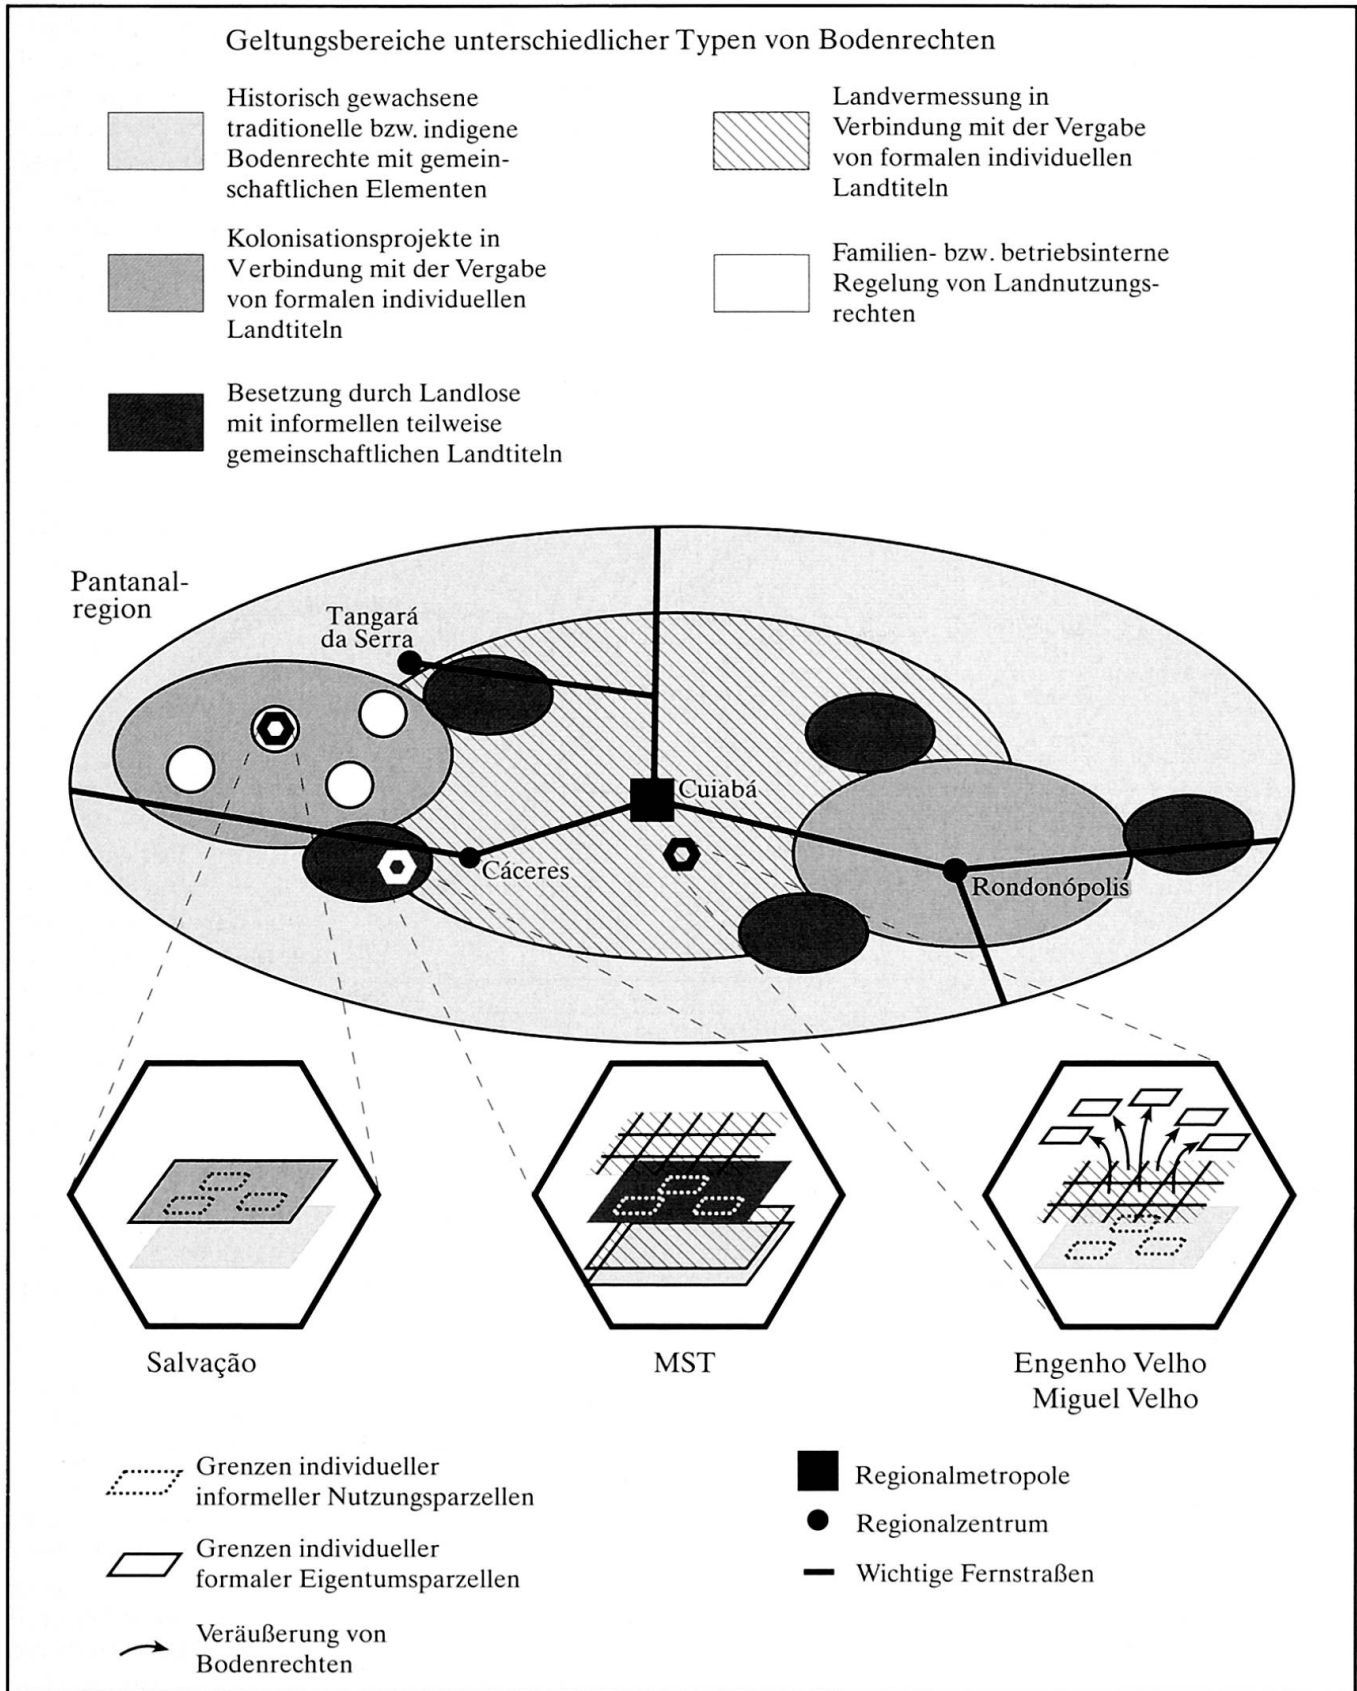 Geltungsbereiche unterschiedlicher Typen von Bodenrechten
Historisch gewachsene
traditionelle bzw. indigene
Bodenrechte mit gemein-
schaftlichen Elementen
Kolonisationsprojekte in
Verbindung mit der Vergabe
von formalen individuellen
Landtiteln
Besetzung durch Landlose
mit informellen teilweise
gemeinschaftlichen Landtiteln
Landvermessung in
Verbindung mit der Vergabe
von formalen individuellen
Landtiteln
Familien- bzw. betriebsinterne
Regelung von Landnutzungs-
rechten
Pantanal-
region
Tangará
da Serra
Cuiabá
Cáceres
Rondonópolis
Salvação
MST
Engenho Velho
Miguel Velho
Grenzen individueller
informeller Nutzungsparzellen
Grenzen individueller
formaler Eigentumsparzellen
Veräußerung von
Bodenrechten
Regionalmetropole
Regionalzentrum
Wichtige Fernstraßen